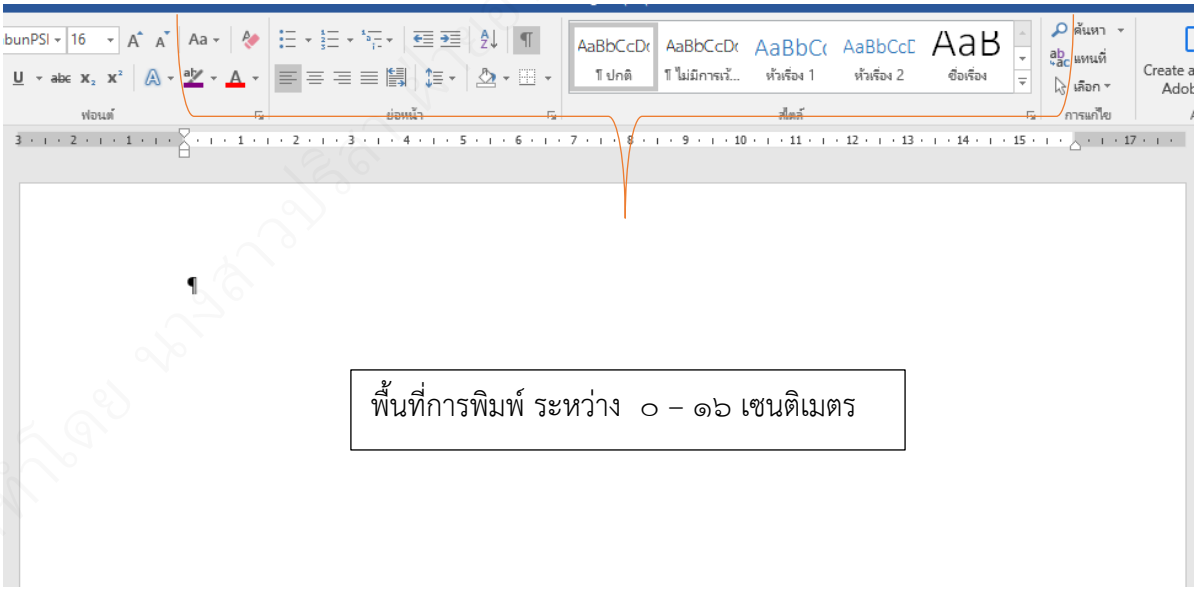 16 Aa
AaBbCcDc AaBbCcDc AaBbCc AaBbCcD AaB
ค้นหา
แทนที่
เลือก
U abc X₂ X² A A
¶ ปกติ ¶ ไม่มีการเว้... หัวเรื่อง 1 หัวเรื่อง 2 ชื่อเรื่อง
ฟอนต์ ย่อหน้า สไตล์ การแก้ไข
Create a
Adob
3 2 1 1 2 3 4 5 6 7 8 9 10 11 12 13 14 15 17
¶
พื้นที่การพิมพ์ ระหว่าง ๐ – ๑๖ เซนติเมตร